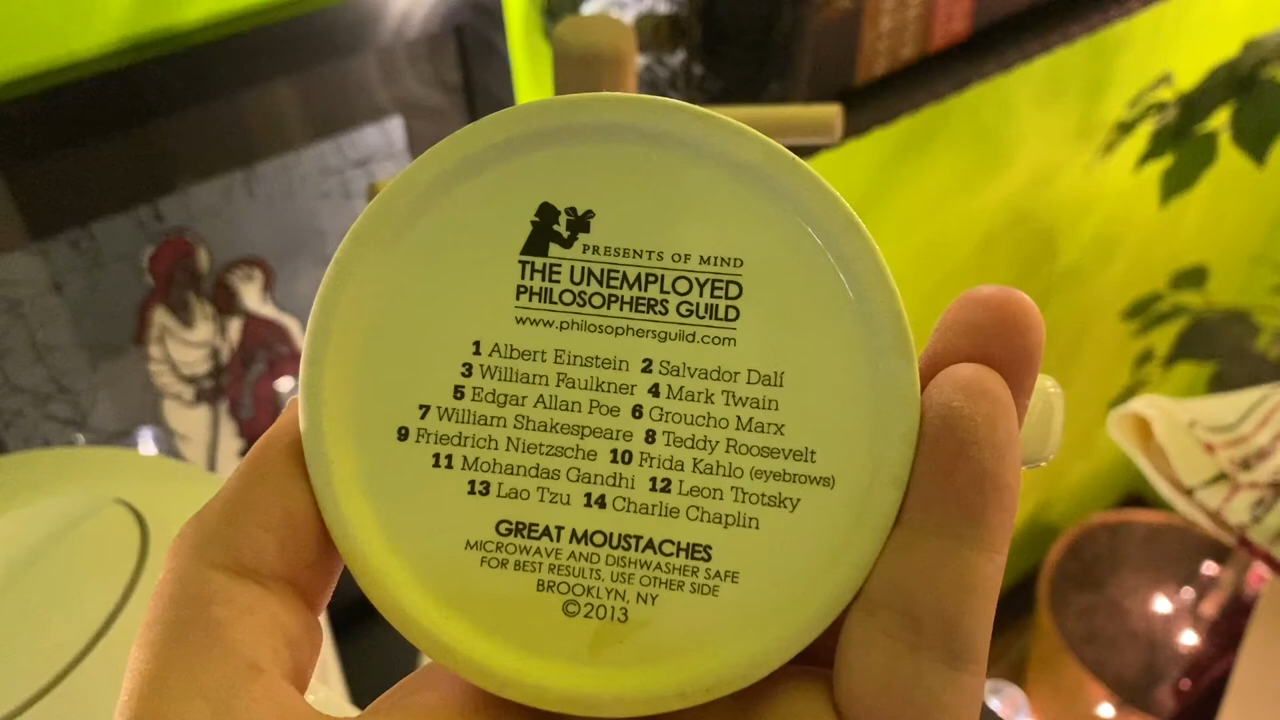 PRESENTS OF MIND
THE UNEMPLOYED
PHILOSOPHERS GUILD
www.philosophersguild.com
1 Albert Einstein 2 Salvador Dalí
3 William Faulkner 4 Mark Twain
5 Edgar Allan Poe 6 Groucho Marx
7 William Shakespeare 8 Teddy Roosevelt
9 Friedrich Nietzsche 10 Frida Kahlo (eyebrows)
11 Mohandas Gandhi 12 Leon Trotsky
13 Lao Tzu 14 Charlie Chaplin
GREAT MOUSTACHES
MICROWAVE AND DISHWASHER SAFE
FOR BEST RESULTS, USE OTHER SIDE
BROOKLYN, NY
©2013